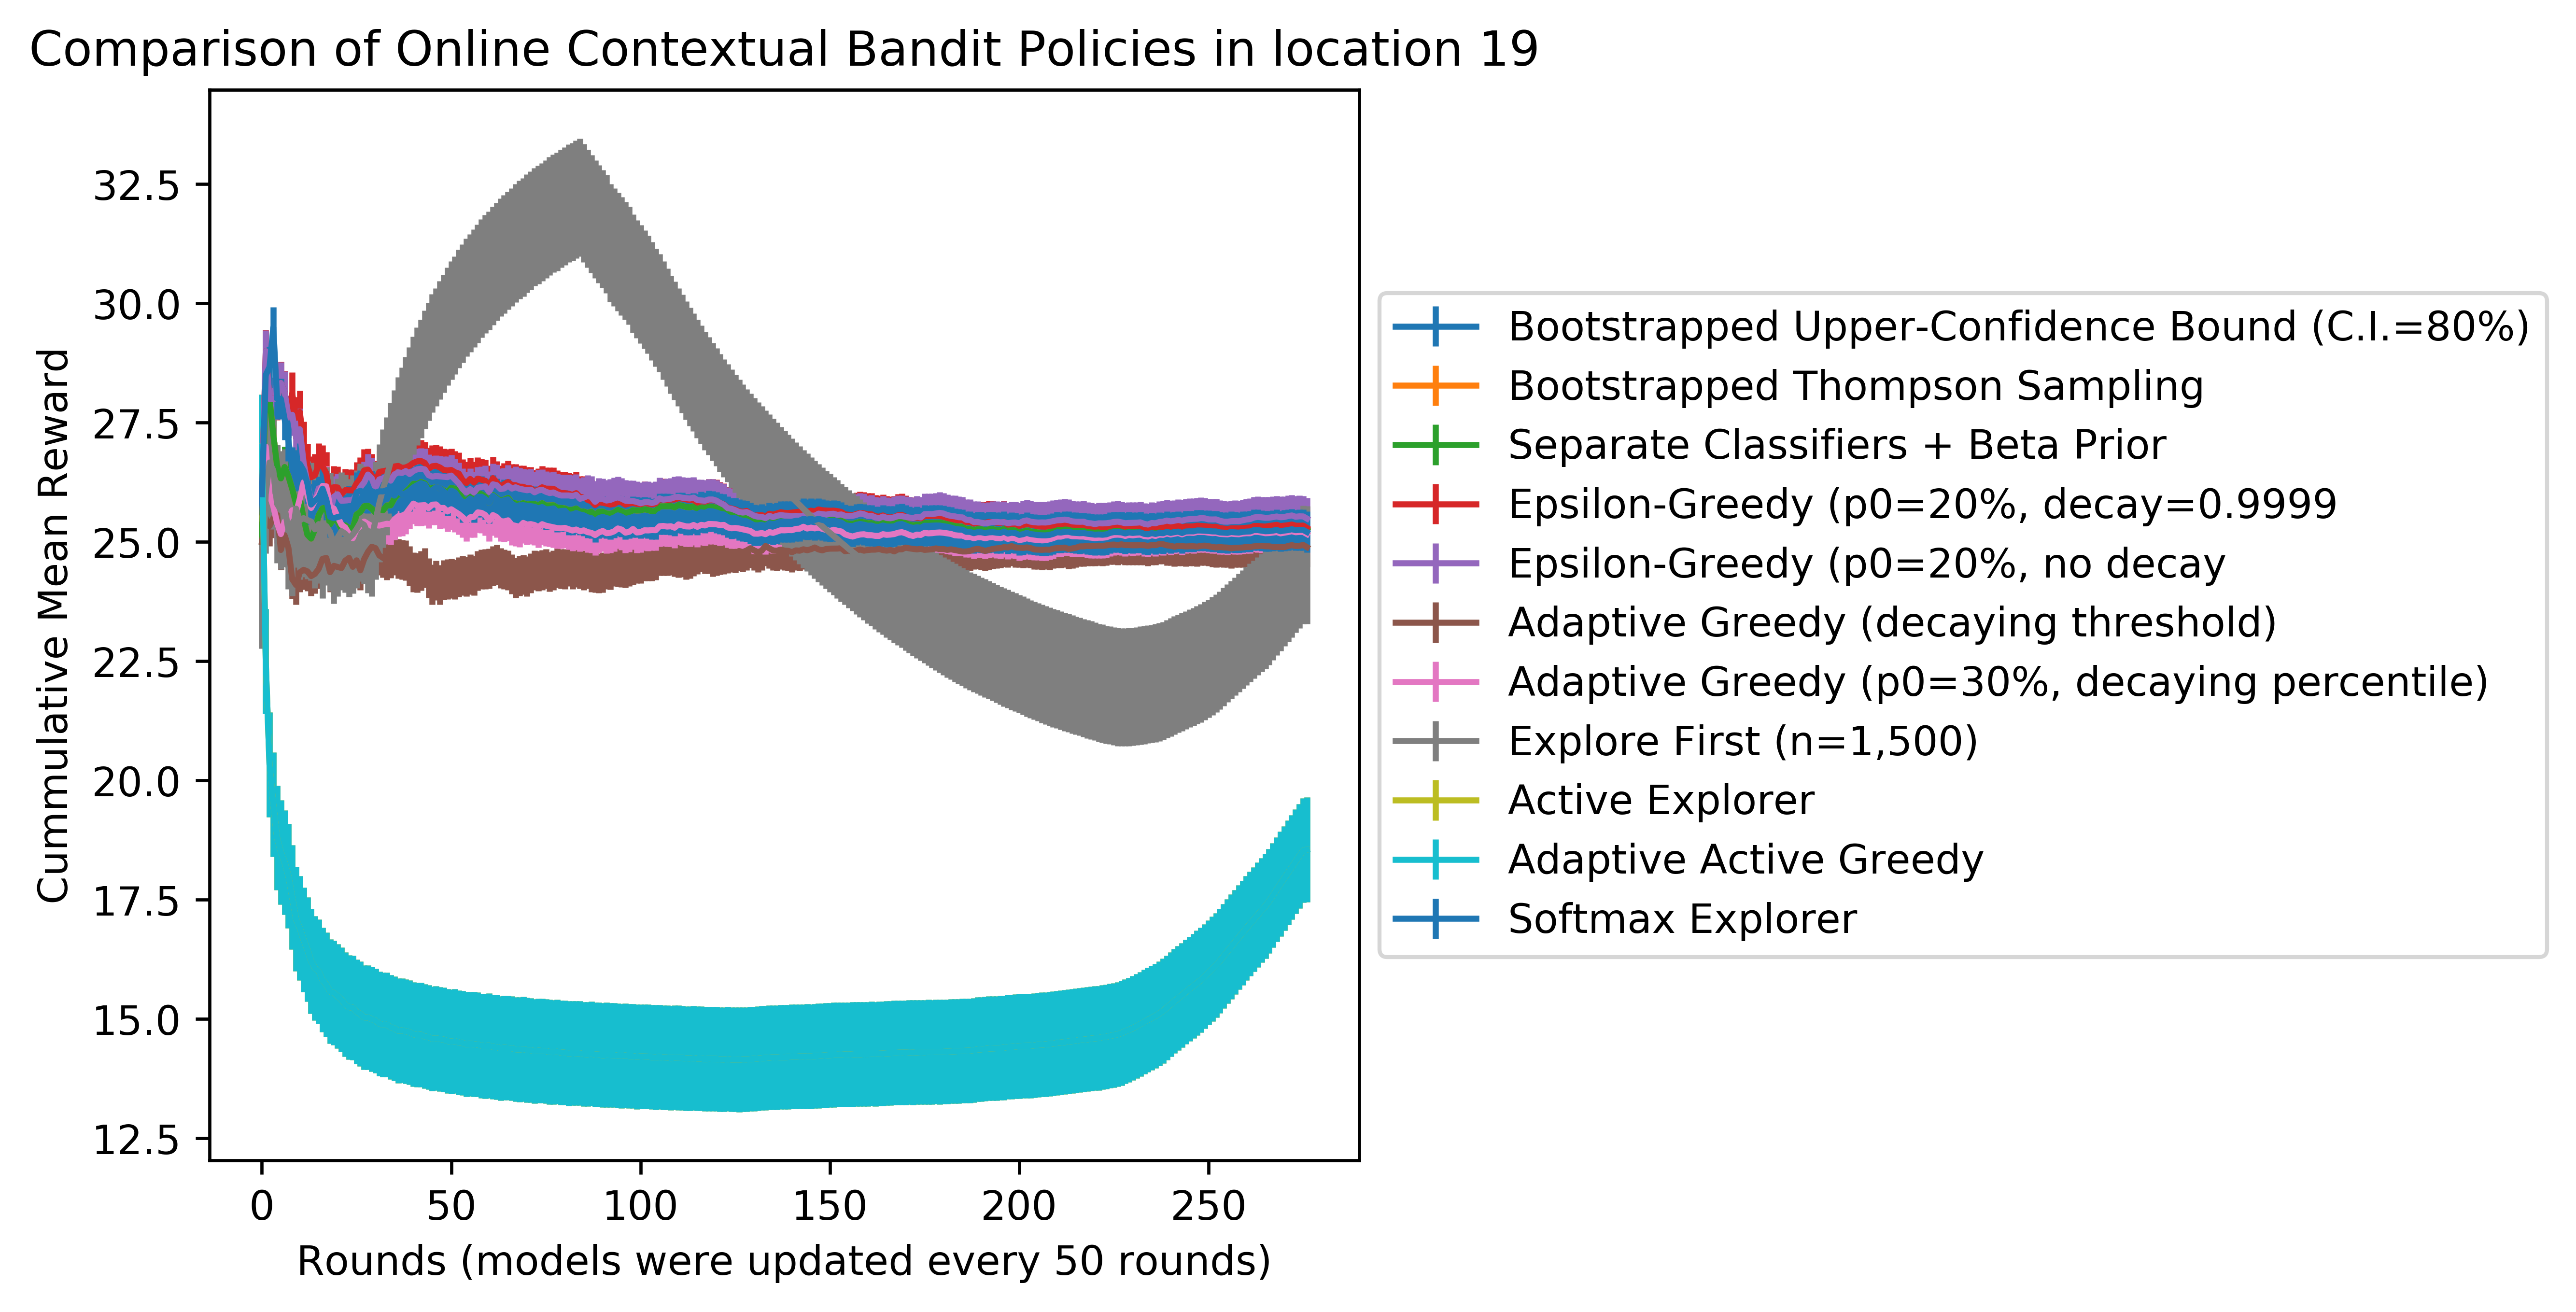 Comparison of Online Contextual Bandit Policies in location 19
Cummulative Mean Reward
32.5
30.0
27.5
25.0
22.5
20.0
17.5
15.0
12.5
0 50 100 150 200 250
Rounds (models were updated every 50 rounds)
Bootstrapped Upper-Confidence Bound (C.I.=80%)
Bootstrapped Thompson Sampling
Separate Classifiers + Beta Prior
Epsilon-Greedy (p0=20%, decay=0.9999
Epsilon-Greedy (p0=20%, no decay
Adaptive Greedy (decaying threshold)
Adaptive Greedy (p0=30%, decaying percentile)
Explore First (n=1,500)
Active Explorer
Adaptive Active Greedy
Softmax Explorer